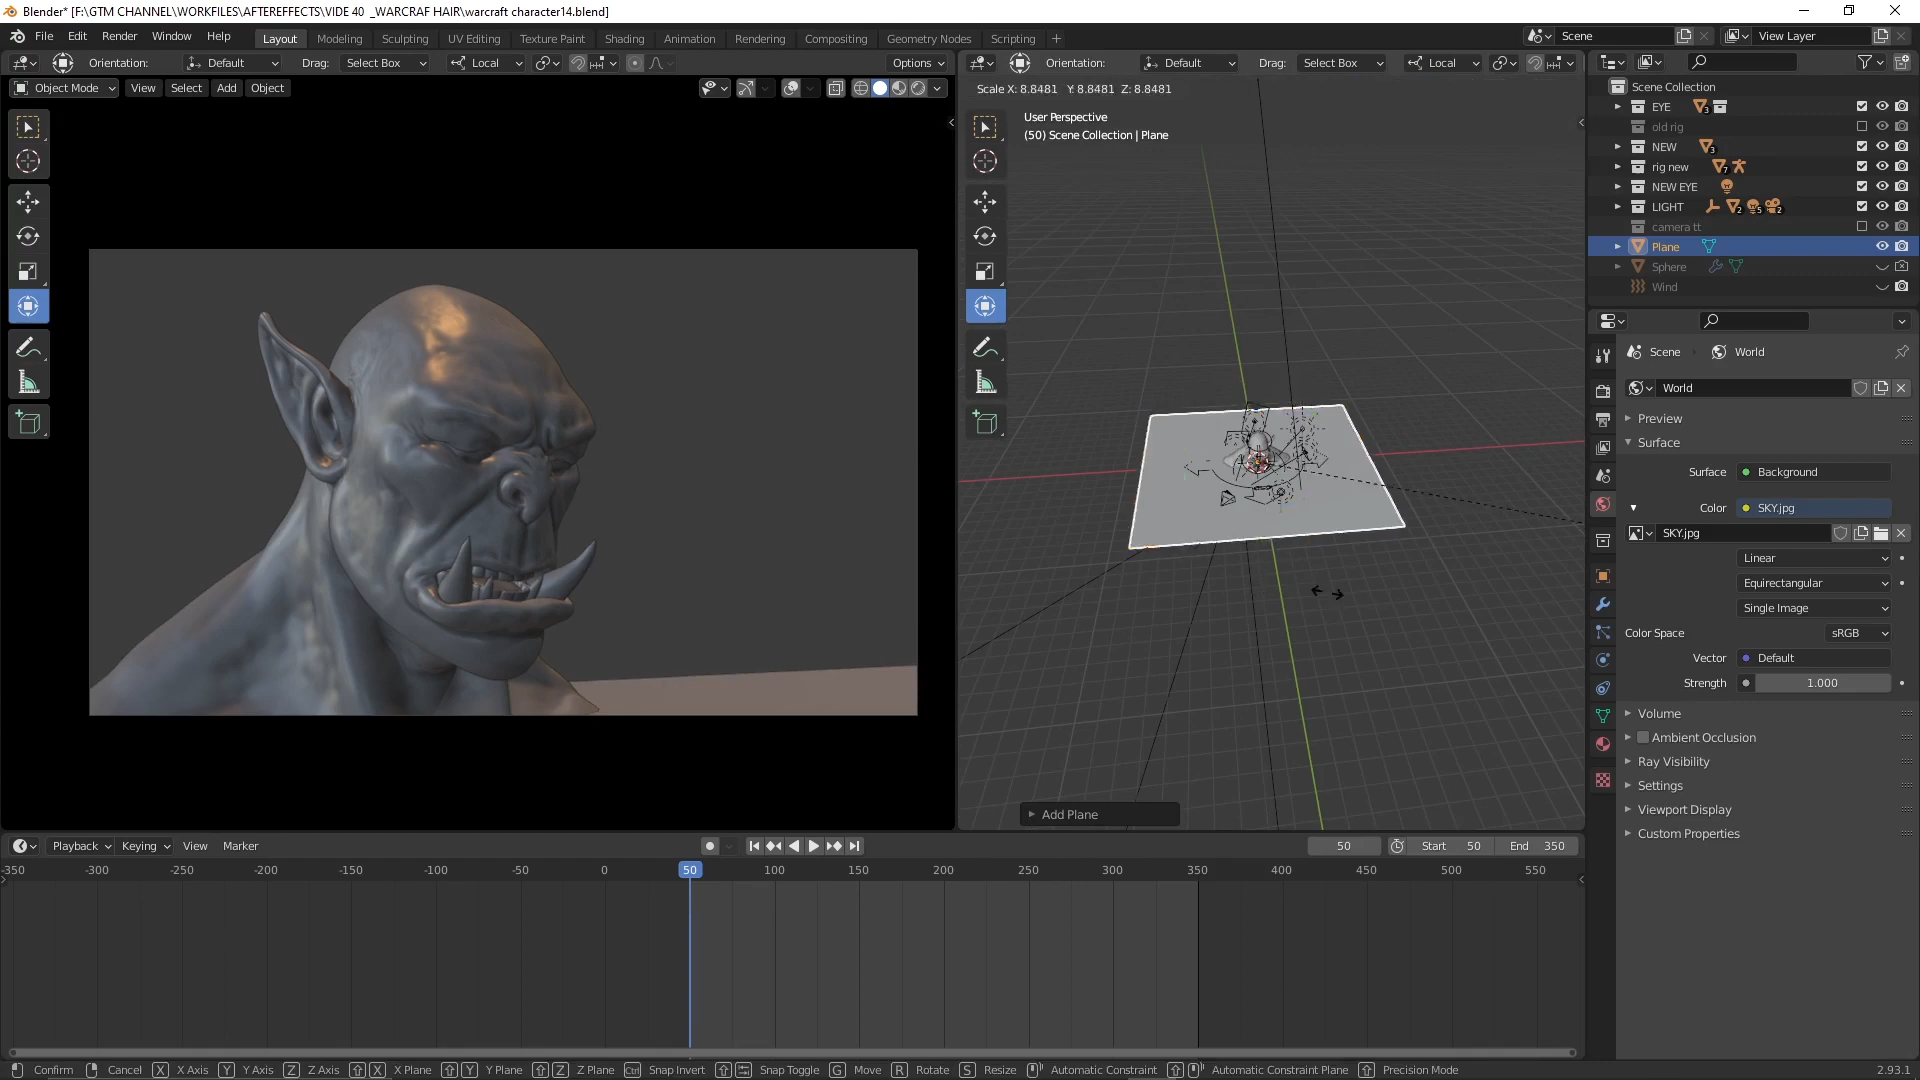 Blender* [F:\GTM CHANNEL\WORKFILES\AFTEREFFECTS\VIDE 40 _WARCRAF HAIR\warcraft character14.blend]
File Edit Render Window Help Layout Modeling Sculpting UV Editing Texture Paint Shading Animation Rendering Compositing Geometry Nodes Scripting + Scene View Layer
Orientation: Default Drag: Select Box Local Options Orientation: Default Drag: Select Box Local
Object Mode View Select Add Object
Scale X: 8.8481 Y: 8.8481 Z: 8.8481
User Perspective
(50) Scene Collection | Plane
Scene Collection
EYE 3
old rig
NEW 3
rig new 7
NEW EYE
LIGHT 2 5 2
camera tt
Plane
Sphere
Wind
Scene World
World
Preview
Surface
Surface Background
Color SKY.jpg
SKY.jpg
Linear
Equirectangular
Single Image
Color Space sRGB
Vector Default
Strength 1.000
Volume
Ambient Occlusion
Ray Visibility
Settings
Viewport Display
Custom Properties
Add Plane
Playback Keying View Marker 50 Start 50 End 350
-350 -300 -250 -200 -150 -100 -50 0 50 100 150 200 250 300 350 400 450 500 550
Confirm Cancel X X Axis Y Y Axis Z Z Axis X X Plane Y Y Plane Z Z Plane Ctrl Snap Invert Snap Toggle G Move R Rotate S Resize Automatic Constraint Automatic Constraint Plane Precision Mode 2.93.1